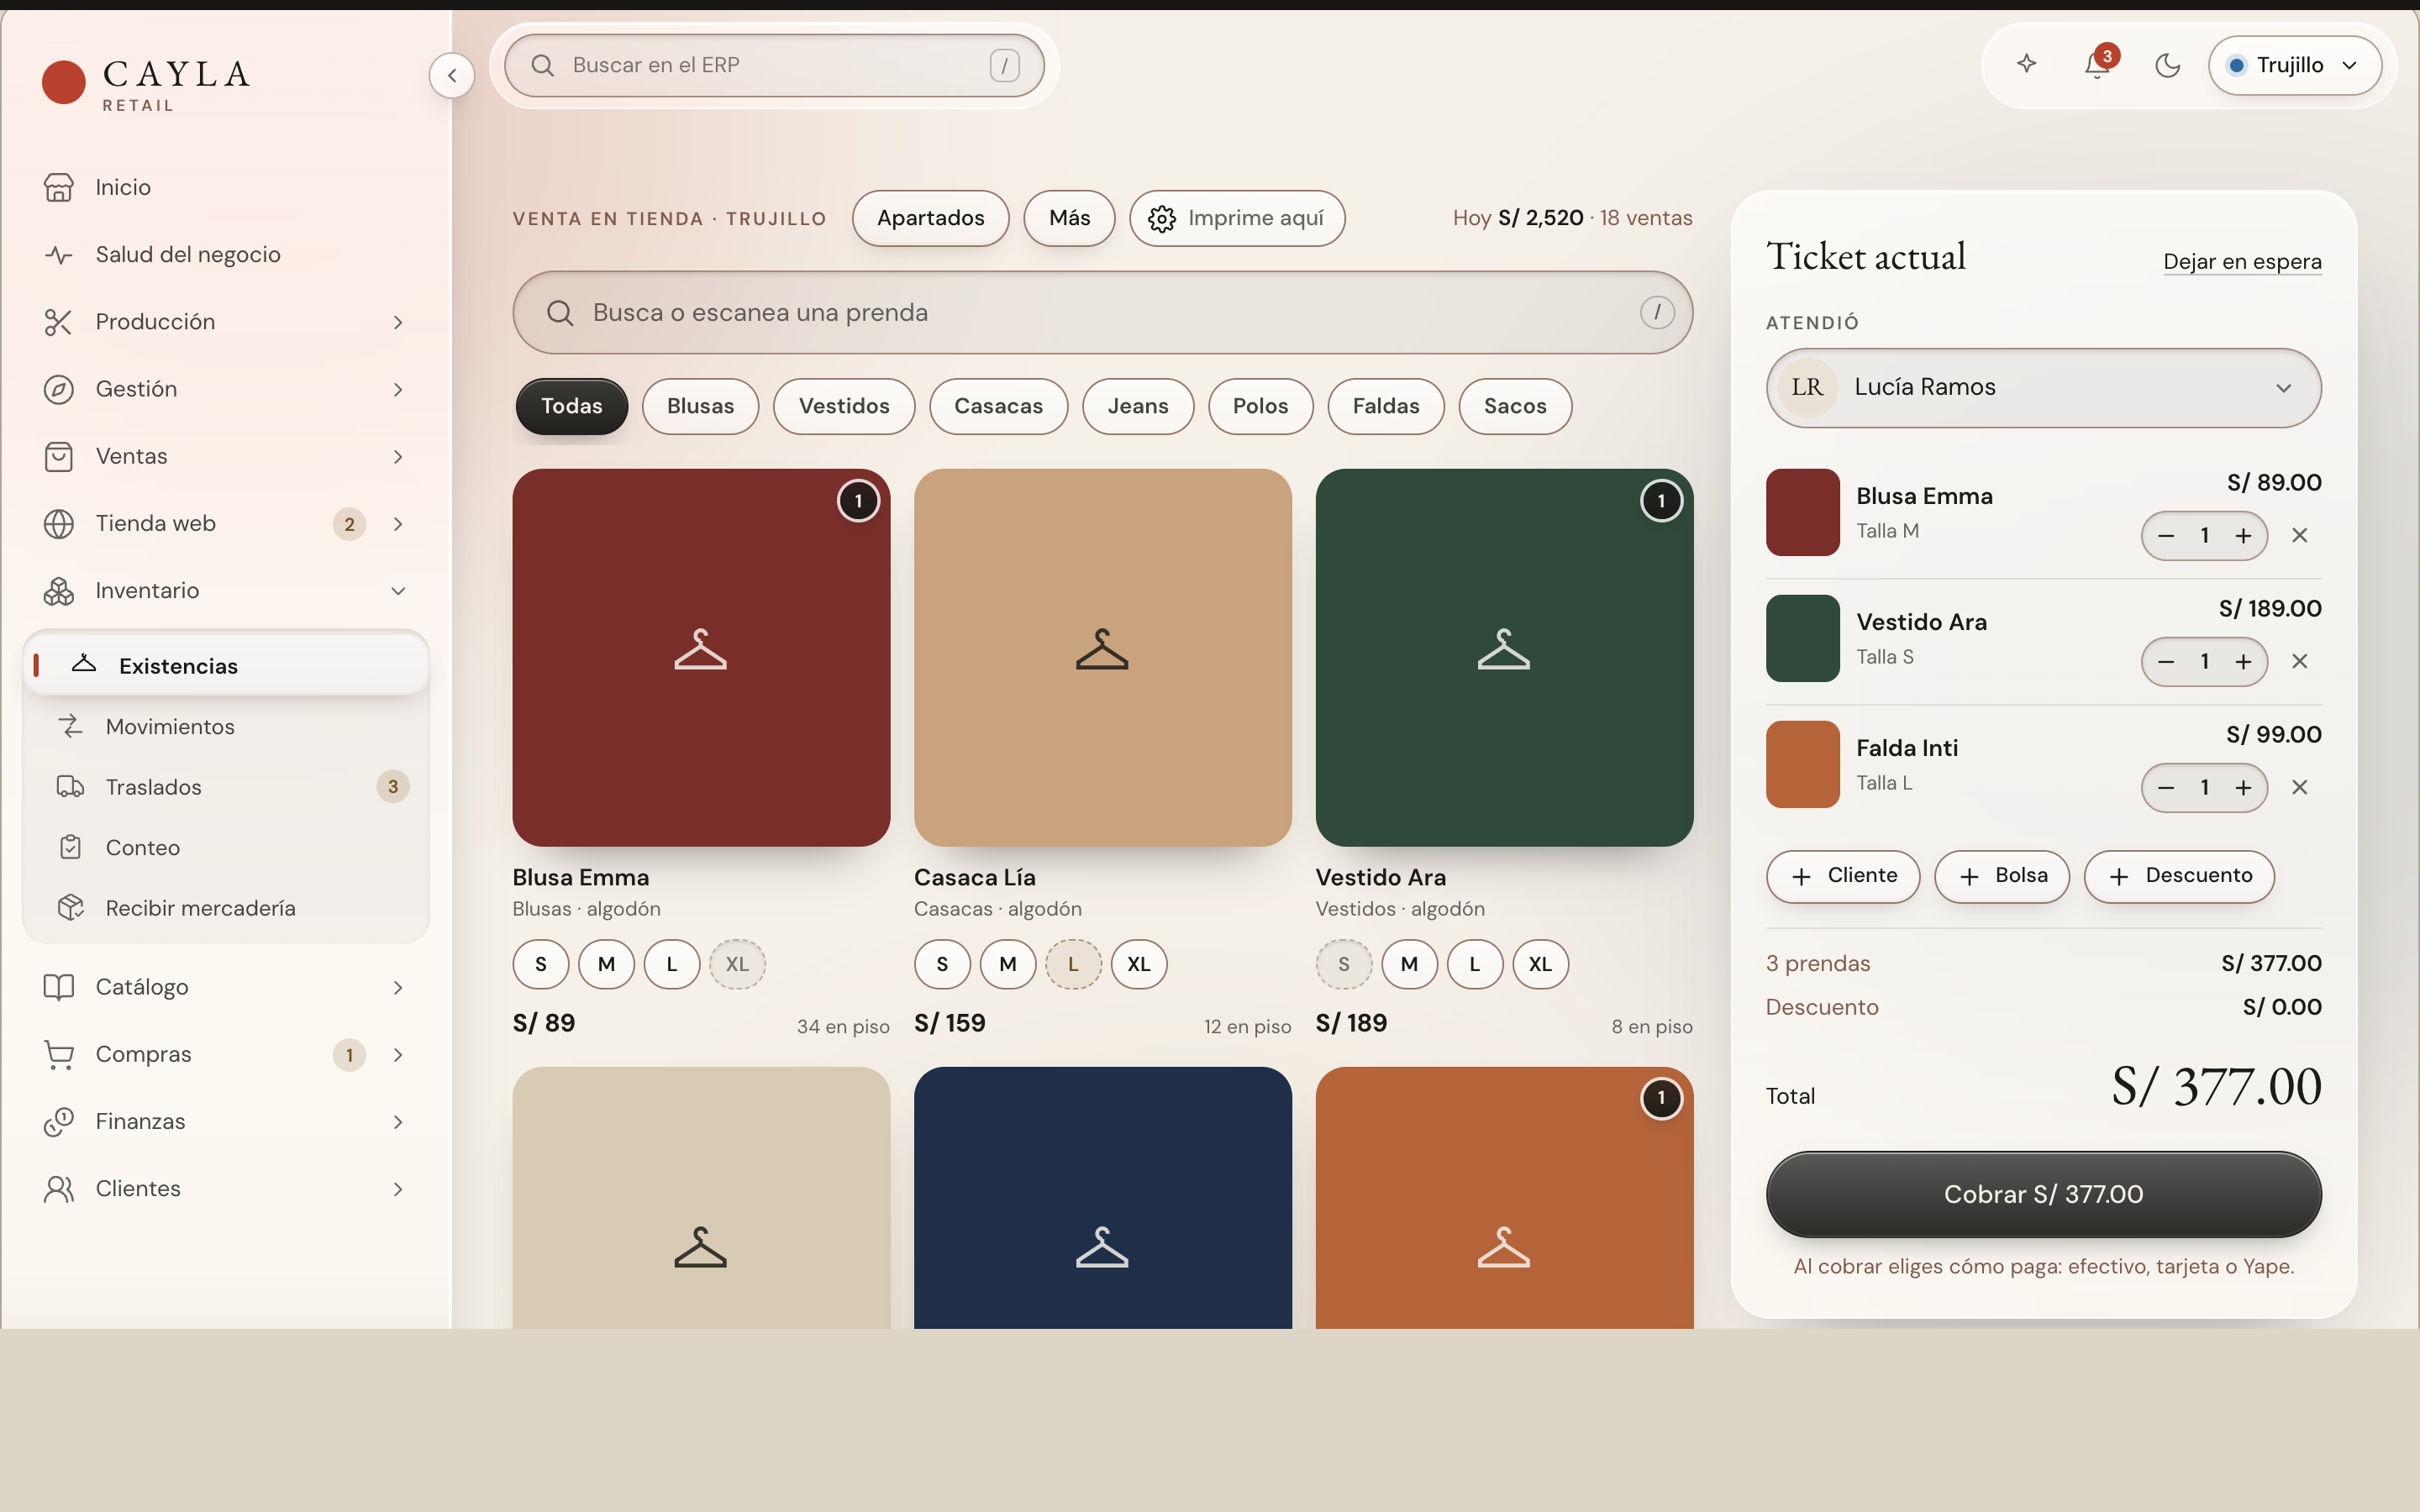 CAYLA
RETAIL
Inicio
Salud del negocio
Producción
Gestión
Ventas
Tienda web 2
Inventario
Existencias
Movimientos
Traslados 3
Conteo
Recibir mercadería
Catálogo
Compras 1
Finanzas
Clientes
Buscar en el ERP /
3
Trujillo
VENTA EN TIENDA · TRUJILLO Apartados Más Imprime aquí Hoy S/ 2,520 · 18 ventas
Busca o escanea una prenda /
Todas Blusas Vestidos Casacas Jeans Polos Faldas Sacos
1
1
Blusa Emma
Blusas · algodón
S M L XL
S/ 89 34 en piso
Casaca Lía
Casacas · algodón
S M L XL
S/ 159 12 en piso
Vestido Ara
Vestidos · algodón
S M L XL
S/ 189 8 en piso
1
Ticket actual Dejar en espera
ATENDIÓ
LR Lucía Ramos
Blusa Emma S/ 89.00
Talla M − 1 + ×
Vestido Ara S/ 189.00
Talla S − 1 + ×
Falda Inti S/ 99.00
Talla L − 1 + ×
+ Cliente + Bolsa + Descuento
3 prendas S/ 377.00
Descuento S/ 0.00
Total S/ 377.00
Cobrar S/ 377.00
Al cobrar eliges cómo paga: efectivo, tarjeta o Yape.